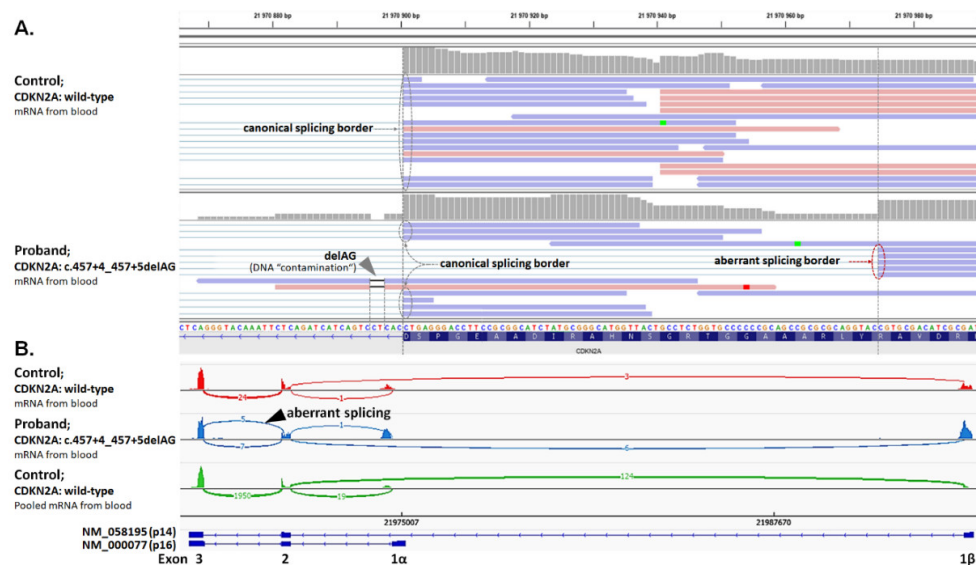 A.
21 970 880 bp
21 970 900 bp
21 970 920 bp
21 970 940 bp
21 970 960 bp
21 970 980 bp
Control;
CDKN2A: wild-type
mRNA from blood
canonical splicing border
Proband;
CDKN2A: c.457+4_457+5delAG
mRNA from blood
delAG
(DNA "contamination")
canonical splicing border
aberrant splicing border
CTCAGGGTACAAATTCTCAGATCATCAGTCCTCACCTGAGGGACCTTCCGCGGCATCTATGCGGGCATGGTTACTGCCTCTGGTGCCCCCCGCAGCCGCGCGCAGGTACCGTGCGACATCGCGA
D S P G E A A D I R A H N S G R T G G A A R L Y R A V D R
CDKN2A
B.
Control;
CDKN2A: wild-type
mRNA from blood
24
1
3
Proband;
CDKN2A: c.457+4_457+5delAG
mRNA from blood
aberrant splicing
5
7
1
6
Control;
CDKN2A: wild-type
Pooled mRNA from blood
1950
19
124
21975007
21987670
NM_058195 (p14)
NM_000077 (p16)
Exon 3 2 1α 1β